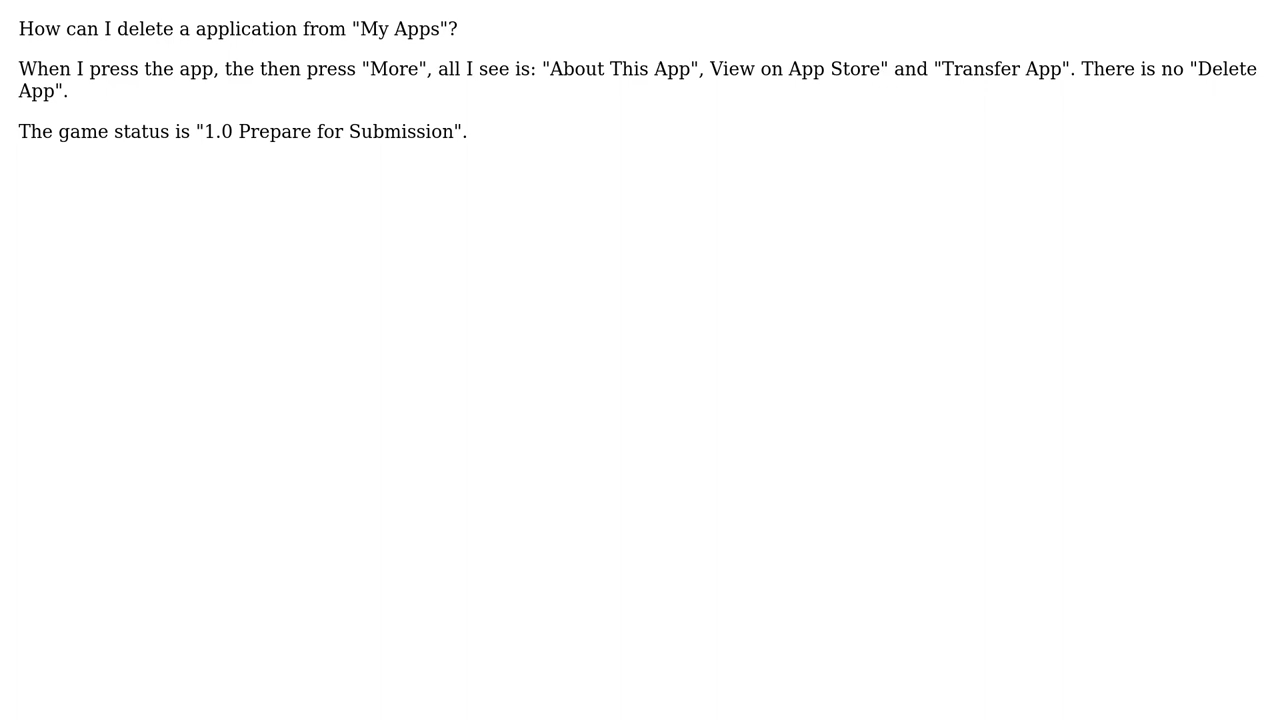 How can I delete a application from "My Apps"?
When I press the app, the then press "More", all I see is: "About This App", View on App Store" and "Transfer App". There is no "Delete
App".
The game status is "1.0 Prepare for Submission".